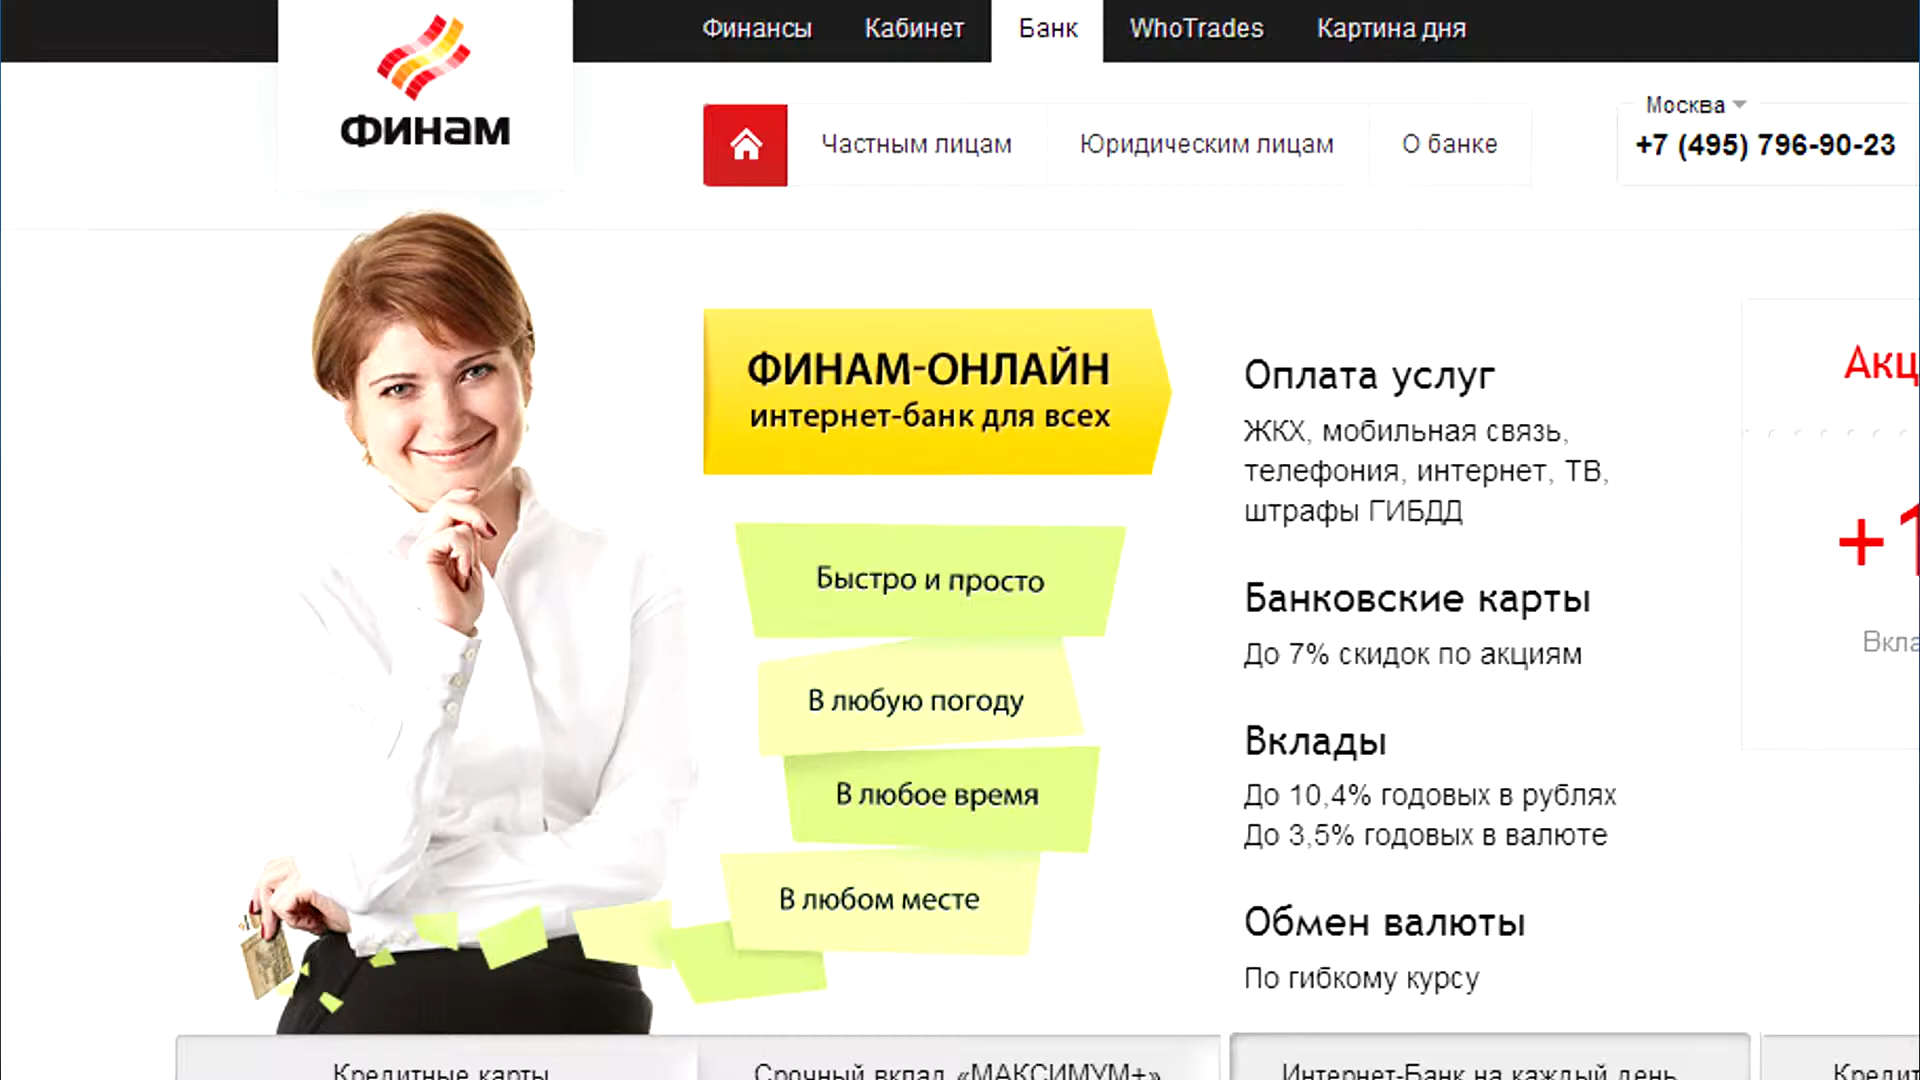 Финансы Кабинет Банк WhoTrades Картина дня
ФИНАМ
Частным лицам Юридическим лицам О банке
Москва
+7 (495) 796-90-23
ФИНАМ-ОНЛАЙН
интернет-банк для всех
Быстро и просто
В любую погоду
В любое время
В любом месте
Оплата услуг
ЖКХ, мобильная связь,
телефония, интернет, ТВ,
штрафы ГИБДД
Банковские карты
До 7% скидок по акциям
Вклады
До 10,4% годовых в рублях
До 3,5% годовых в валюте
Обмен валюты
По гибкому курсу
Кредитные карты
Срочный вклад «МАКСИМУМ+»
Интернет-Банк на каждый день